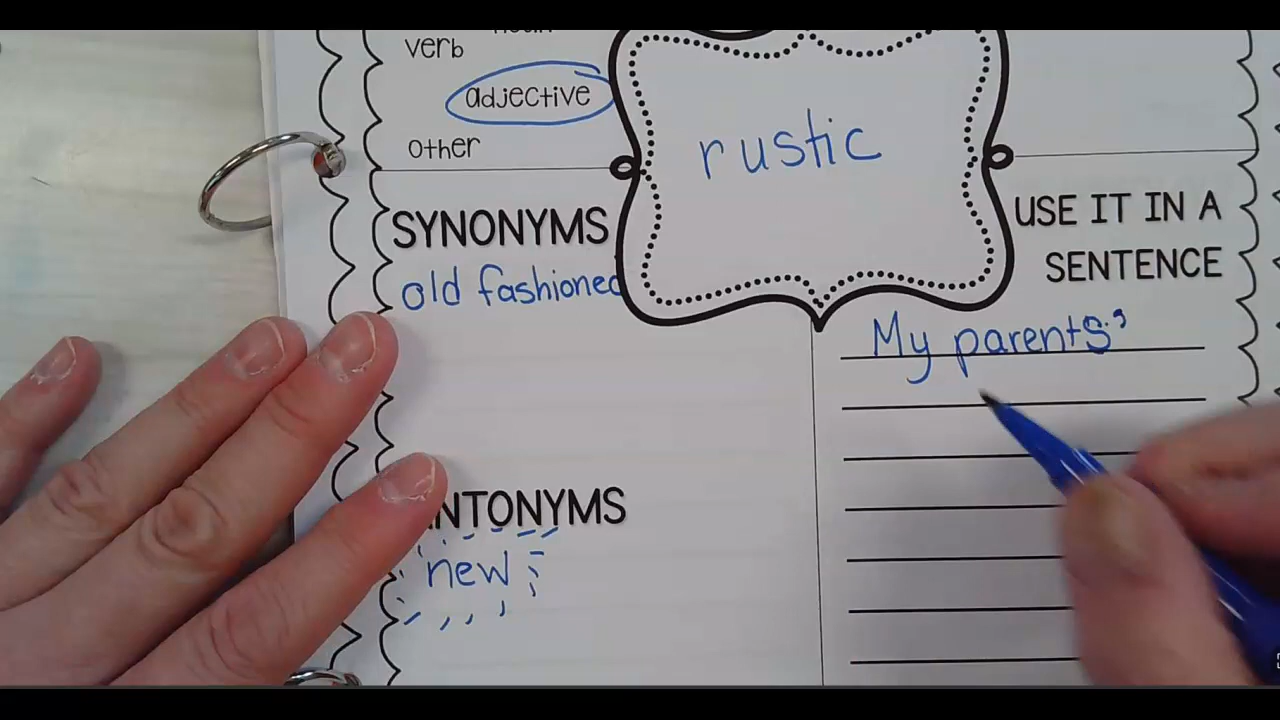 verb
adjective
other
rustic
SYNONYMS
old fashioned
USE IT IN A
SENTENCE
My parents'
ANTONYMS
new